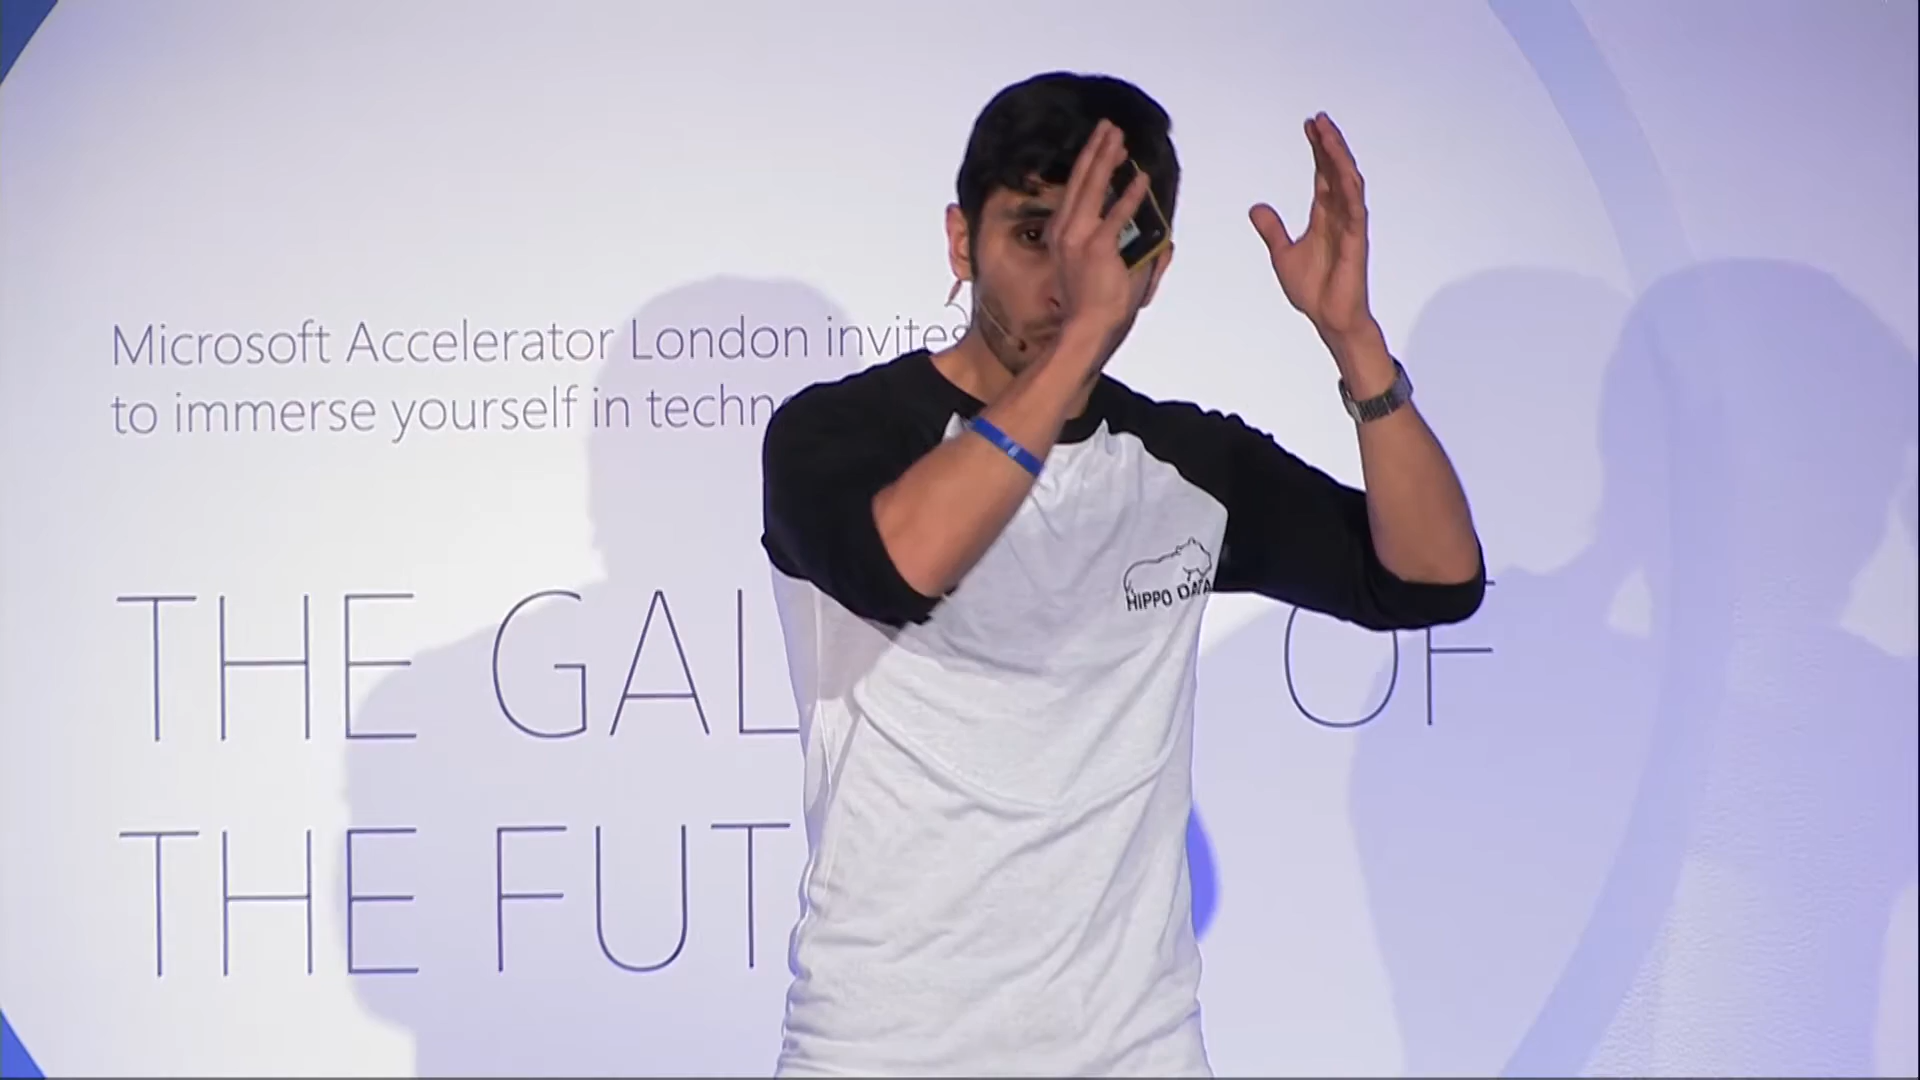 Microsoft Accelerator London invites
to immerse yourself in techn
THE GAL OF
THE FUT
HIPPO DATA